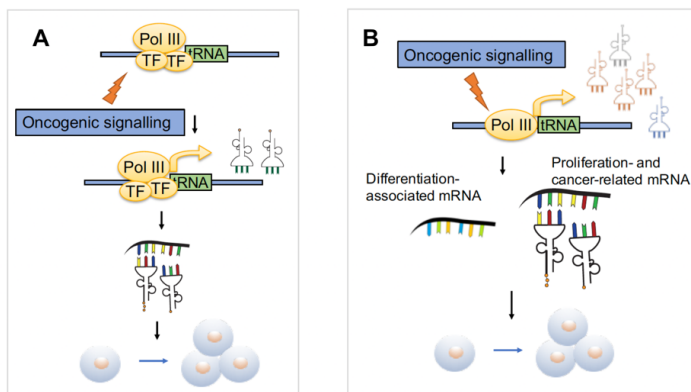 A
Pol III
TF TF tRNA
Oncogenic signalling
Pol III
TF TF tRNA
B
Oncogenic signalling
Pol III tRNA
Differentiation-
associated mRNA
Proliferation- and
cancer-related mRNA